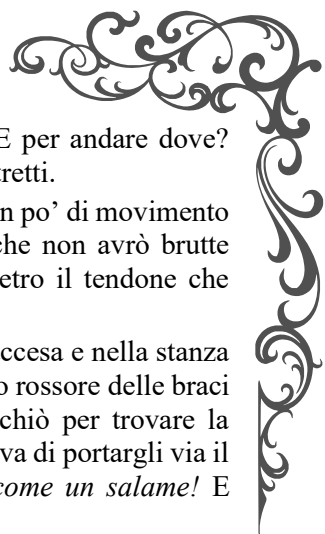 E per andare dove?
retti.
n po’ di movimento
che non avrò brutte
etro il tendone che
ccesa e nella stanza
o rossore delle braci
chiò per trovare la
va di portargli via il
come un salame! E